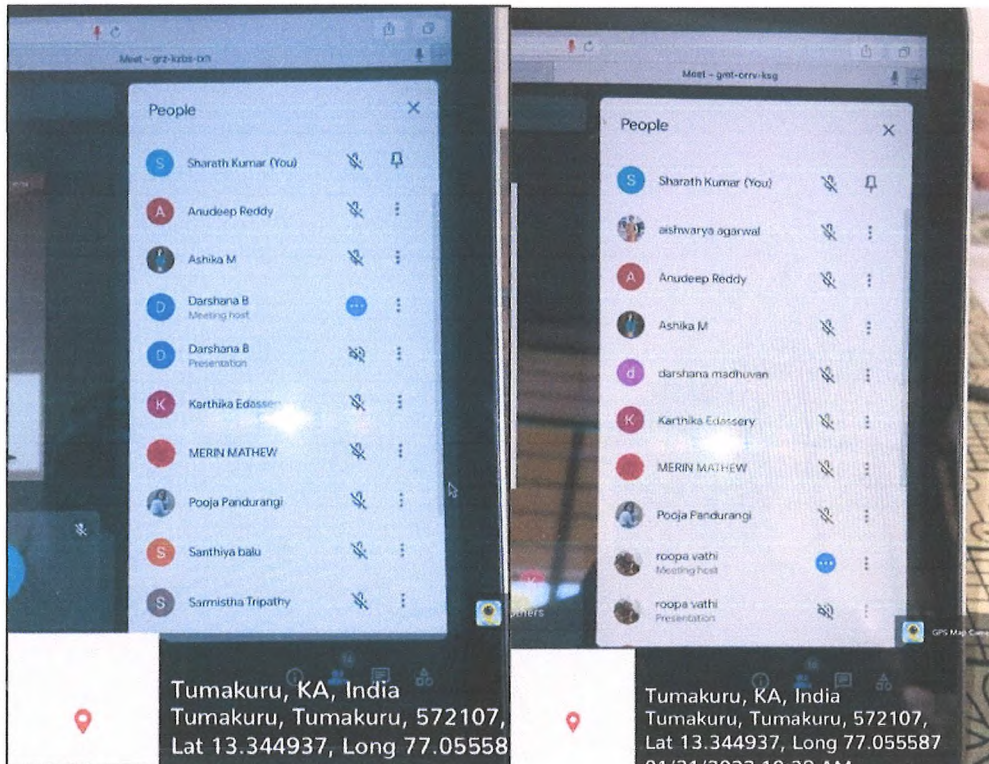 Meet – grz-kzbs-txh
People
S Sharath Kumar (You)
A Anudeep Reddy
Ashika M
D Darshana B
Meeting host
D Darshana B
Presentation
K Karthika Edassery
MERIN MATHEW
Pooja Pandurangi
S Santhiya balu
S Sarmistha Tripathy
Tumakuru, KA, India
Tumakuru, Tumakuru, 572107,
Lat 13.344937, Long 77.05558
Meet – gmt-orrv-ksg
People
S Sharath Kumar (You)
aishwarya agarwal
A Anudeep Reddy
Ashika M
d darshana madhuvan
K Karthika Edassery
MERIN MATHEW
Pooja Pandurangi
roopa vathi
Meeting host
roopa vathi
Presentation
others
GPS Map Came
Tumakuru, KA, India
Tumakuru, Tumakuru, 572107,
Lat 13.344937, Long 77.055587